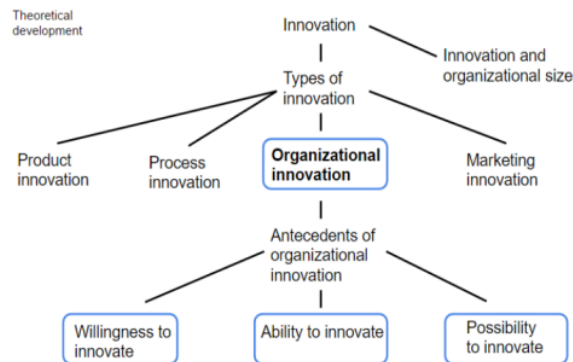 Theoretical
development
Innovation
Innovation and
organizational size
Types of
innovation
Product
innovation
Process
innovation
Organizational
innovation
Marketing
innovation
Antecedents of
organizational
innovation
Willingness to
innovate
Ability to innovate
Possibility
to innovate